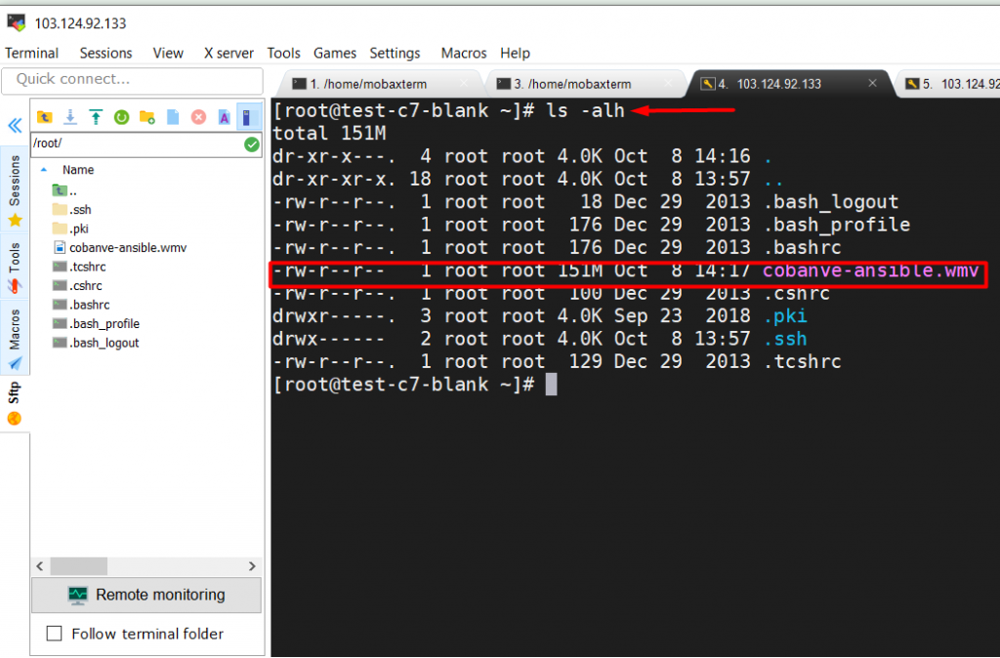 103.124.92.133
Terminal Sessions View X server Tools Games Settings Macros Help
Quick connect...
1. /home/mobaxterm
3. /home/mobaxterm
4. 103.124.92.133
5. 103.124.92
/root/
Name
..
.ssh
.pki
cobanve-ansible.wmv
.tcshrc
.cshrc
.bashrc
.bash_profile
.bash_logout
Sessions
Tools
Macros
Sftp
Remote monitoring
Follow terminal folder
[root@test-c7-blank ~]# ls -alh
total 151M
dr-xr-x---. 4 root root 4.0K Oct 8 14:16 .
dr-xr-xr-x. 18 root root 4.0K Oct 8 13:57 ..
-rw-r--r--. 1 root root 18 Dec 29 2013 .bash_logout
-rw-r--r--. 1 root root 176 Dec 29 2013 .bash_profile
-rw-r--r--. 1 root root 176 Dec 29 2013 .bashrc
-rw-r--r-- 1 root root 151M Oct 8 14:17 cobanve-ansible.wmv
-rw-r--r--. 1 root root 100 Dec 29 2013 .cshrc
drwxr-----. 3 root root 4.0K Sep 23 2018 .pki
drwx------ 2 root root 4.0K Oct 8 13:57 .ssh
-rw-r--r--. 1 root root 129 Dec 29 2013 .tcshrc
[root@test-c7-blank ~]#